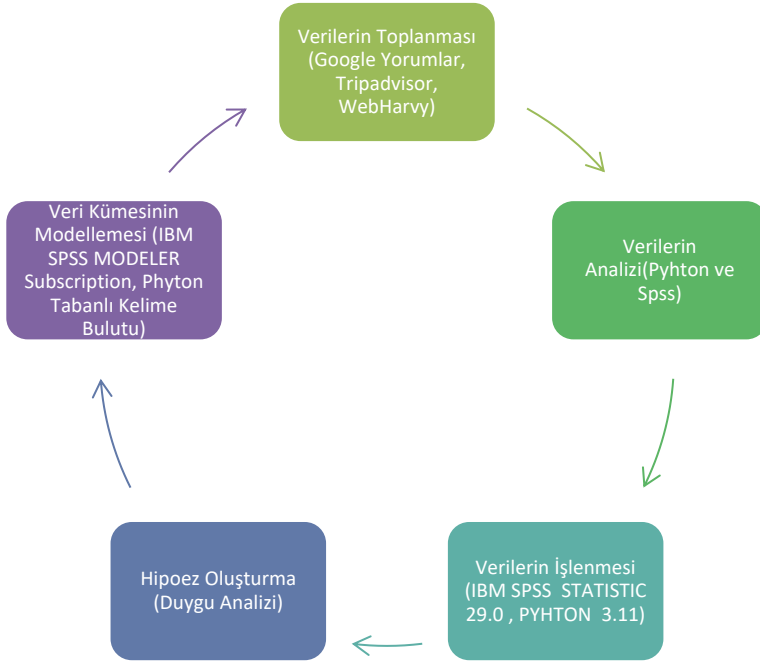 Verilerin Toplanması
(Google Yorumlar,
Tripadvisor,
WebHarvy)
Verilerin
Analizi(Pyhton ve
Spss)
Verilerin İşlenmesi
(IBM SPSS STATISTIC
29.0 , PYHTON 3.11)
Hipoez Oluşturma
(Duygu Analizi)
Veri Kümesinin
Modellemesi (IBM
SPSS MODELER
Subscription, Phyton
Tabanlı Kelime
Bulutu)